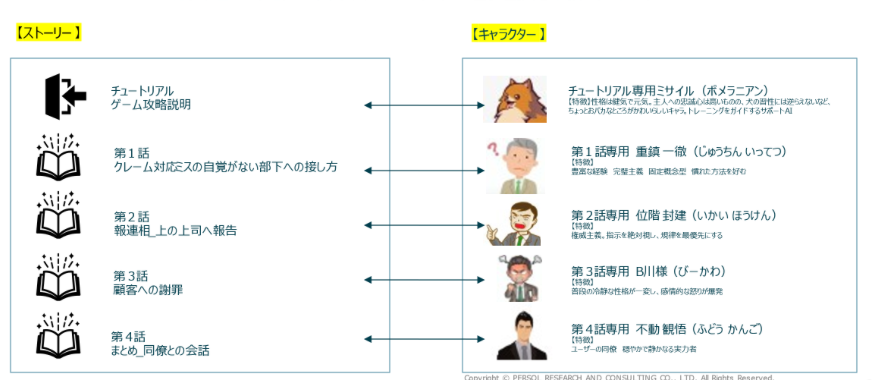 【ストーリー】
【キャラクター】
チュートリアル
ゲーム攻略説明
チュートリアル専用ミサイル（ポメラニアン）
【特徴】性格は健気で元気。主人への忠誠心は高いものの、犬の習性には逆らえないなど、
ちょっとおバカなところがかわいらしいキャラ。トレーニングをガイドするサポートAI
第１話
クレーム対応ミスの自覚がない部下への接し方
第１話専用 重鎮 一徹（じゅうちん いってつ）
【特徴】
豊富な経験 完璧主義 固定概念型 慣れた方法を好む
第２話
報連相_上の上司へ報告
第２話専用 位階 封建（いかい ほうけん）
【特徴】
権威主義。指示を絶対視し、規律を最優先にする
第３話
顧客への謝罪
第３話専用 B川様（びーかわ）
【特徴】
普段の冷静な性格が一変し、感情的な怒りが爆発
第４話
まとめ_同僚との会話
第４話専用 不動 観悟（ふどう かんご）
【特徴】
ユーザーの同僚 穏やかで静かなる実力者
Copyright © PERSOL RESEARCH AND CONSULTING CO., LTD. All Rights Reserved.